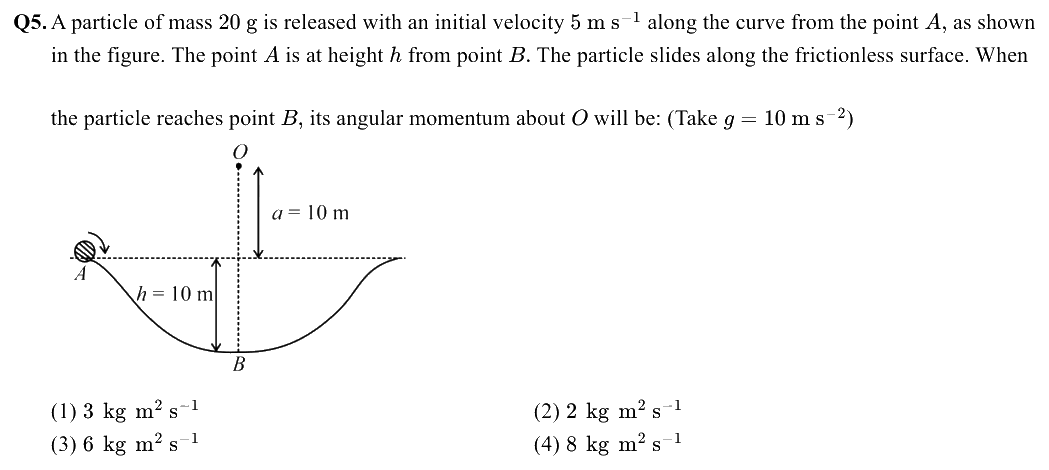 Q5. A particle of mass 20 g is released with an initial velocity 5 m s⁻¹ along the curve from the point A, as shown
in the figure. The point A is at height h from point B. The particle slides along the frictionless surface. When
the particle reaches point B, its angular momentum about O will be: (Take g = 10 m s⁻²)
O
a = 10 m
A
h = 10 m
B
(1) 3 kg m² s⁻¹ (2) 2 kg m² s⁻¹
(3) 6 kg m² s⁻¹ (4) 8 kg m² s⁻¹